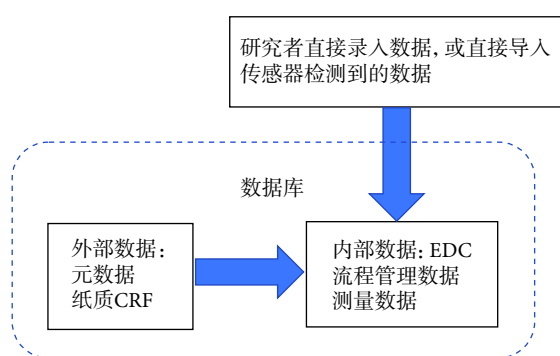 研究者直接录入数据, 或直接导入
传感器检测到的数据
数据库
外部数据：
元数据
纸质CRF
内部数据: EDC
流程管理数据
测量数据